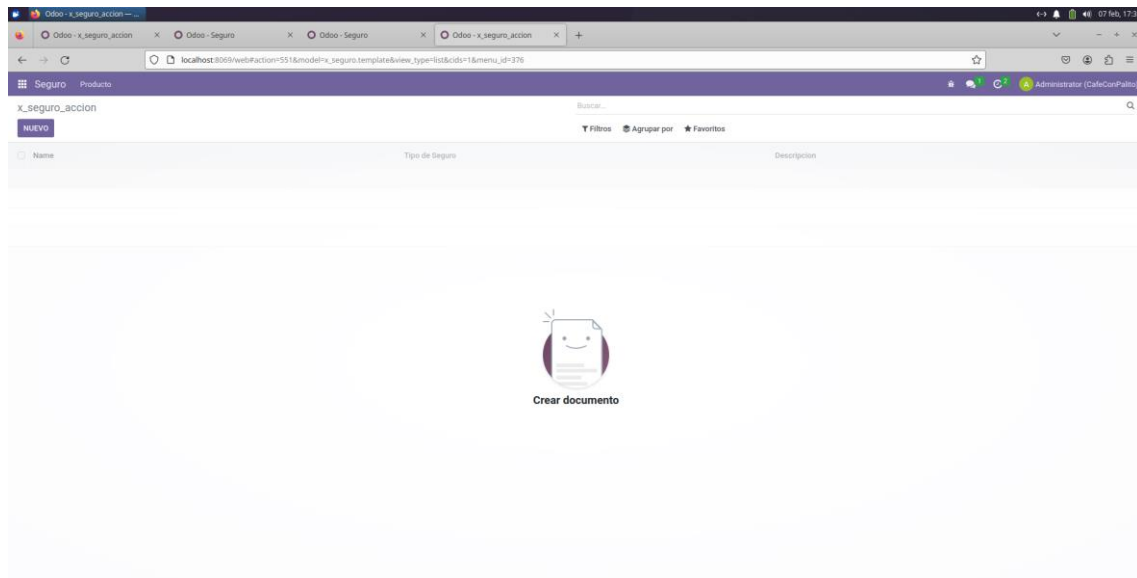 Odoo - x_seguro_accion — ...
07 feb, 17:3
Odoo - x_seguro_accion
Odoo - Seguro
Odoo - Seguro
Odoo - x_seguro_accion
localhost:8069/web#action=551&model=x_seguro.template&view_type=list&cids=1&menu_id=376
Seguro Producto
A Administrator (CafeConPalito)
x_seguro_accion
Buscar...
NUEVO
Filtros Agrupar por Favoritos
Name Tipo de Seguro Descripcion
Crear documento